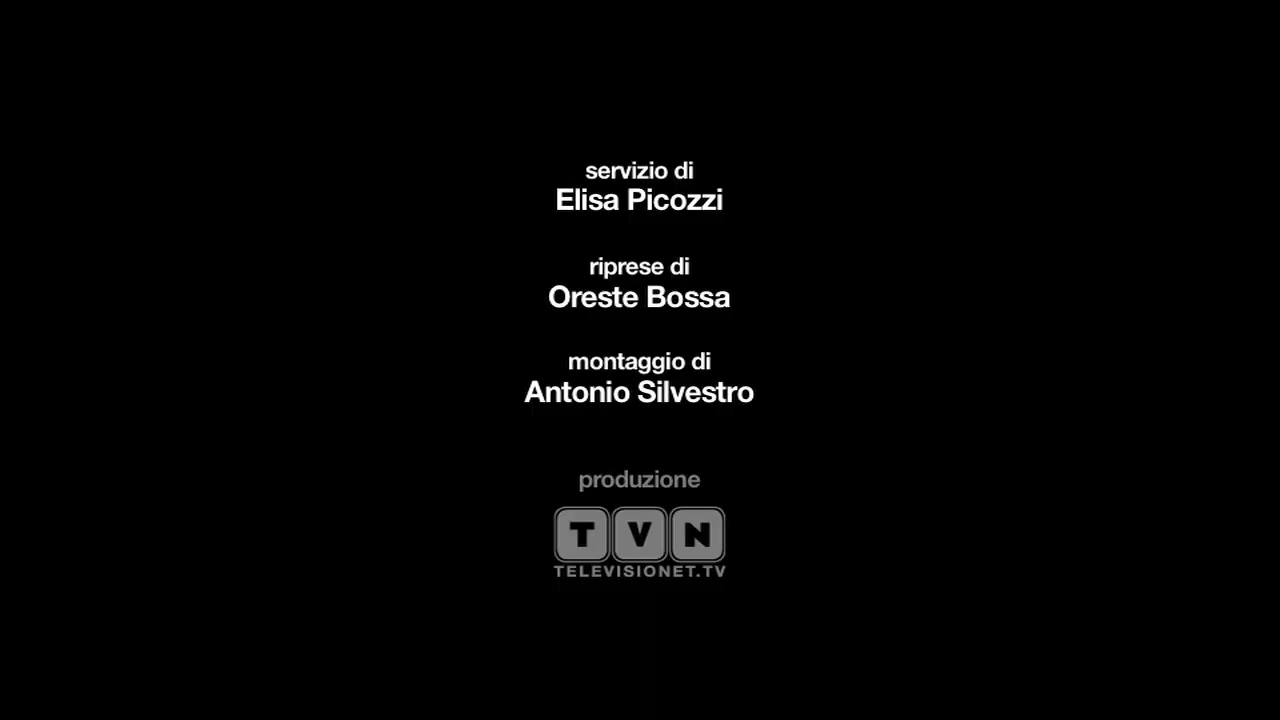 servizio di
Elisa Picozzi
riprese di
Oreste Bossa
montaggio di
Antonio Silvestro
produzione
TVN
TELEVISIONET.TV